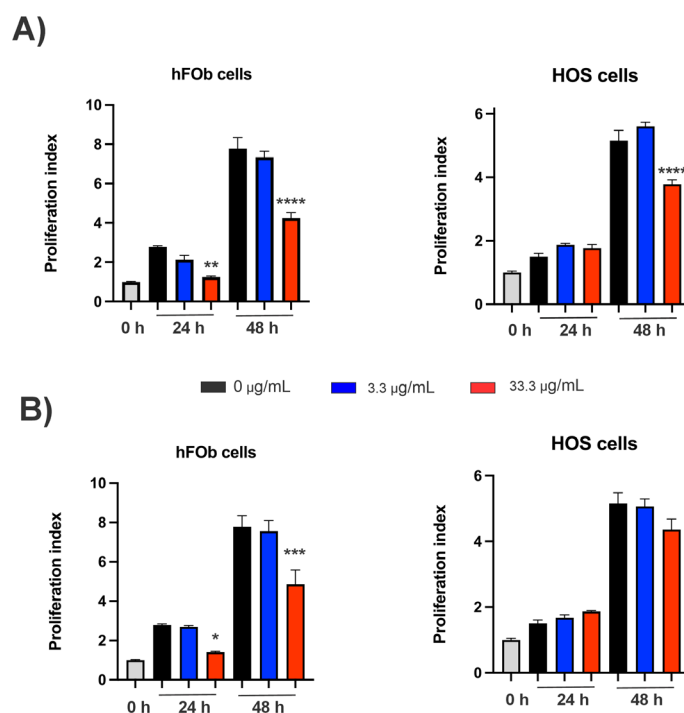 A)
hFOb cells
Proliferation index
10
8
6
4
2
0
**
****
0 h
24 h
48 h
HOS cells
Proliferation index
6
4
2
0
****
0 h
24 h
48 h
0 µg/mL
3.3 µg/mL
33.3 µg/mL
B)
hFOb cells
Proliferation index
10
8
6
4
2
0
*
***
0 h
24 h
48 h
HOS cells
Proliferation index
6
4
2
0
0 h
24 h
48 h